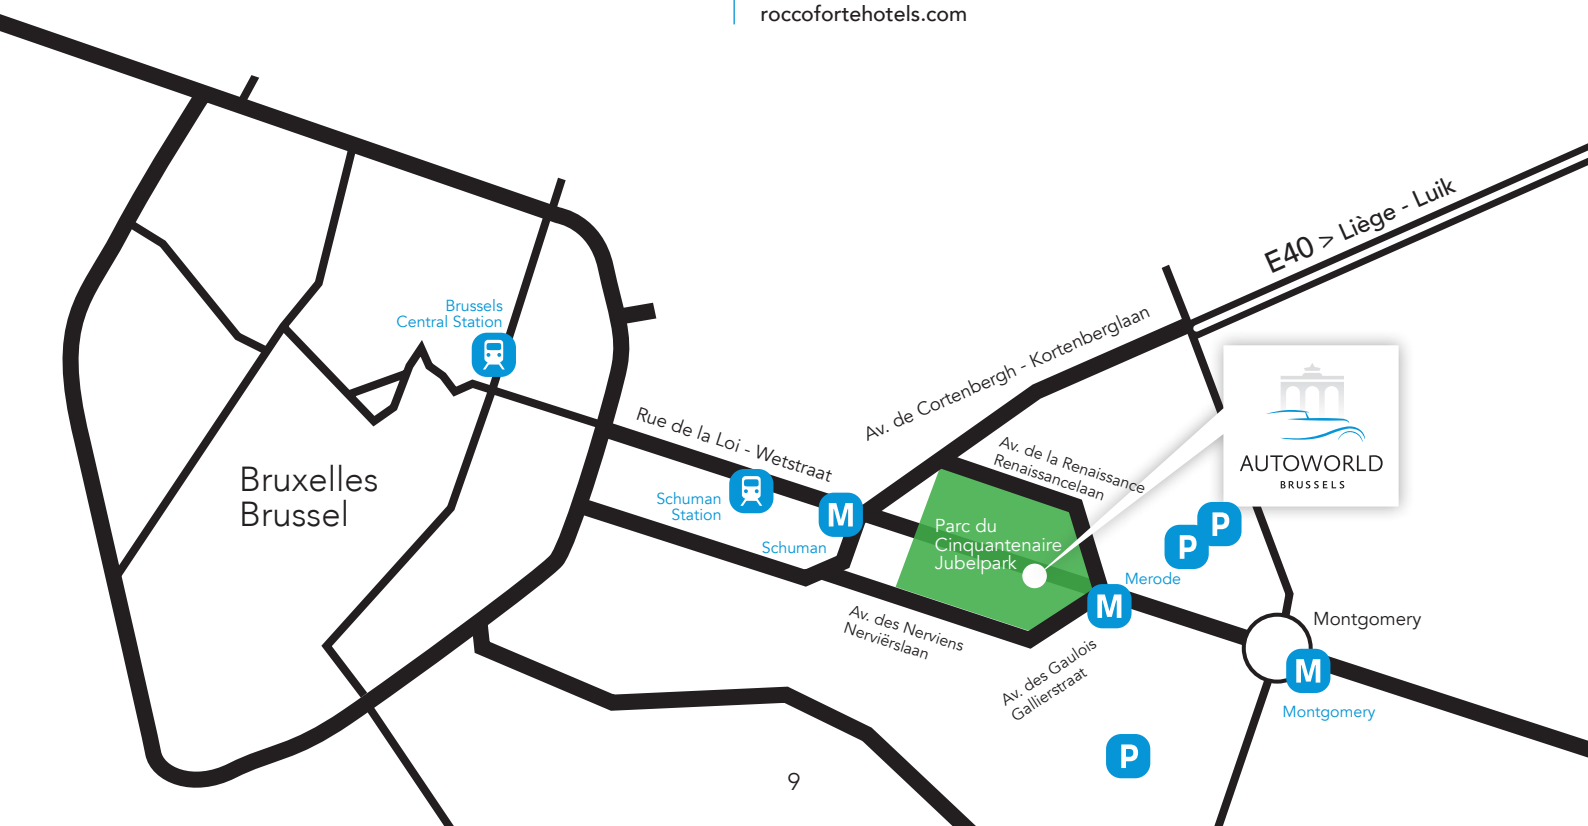 roccofortehotels.com
E40 > Liège - Luik
Brussels
Central Station
Av. de Cortenbergh - Kortenberglaan
Rue de la Loi - Wetstraat
Av. de la Renaissance
Renaissancelaan
AUTOWORLD
BRUSSELS
Bruxelles
Brussel
Schuman
Station
M
Schuman
Parc du
Cinquantenaire
Jubelpark
P
P
Merode
M
Av. des Nerviens
Nerviërslaan
Av. des Gaulois
Gallierstraat
Montgomery
M
Montgomery
P
9